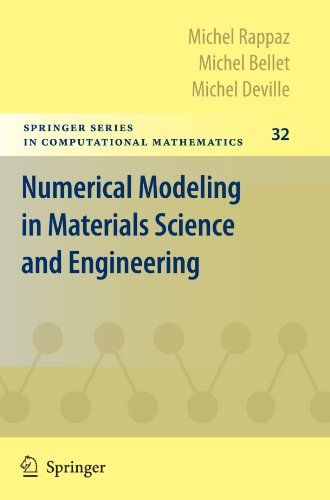 Michel Rappaz
Michel Bellet
Michel Deville
SPRINGER SERIES
IN COMPUTATIONAL MATHEMATICS
32
Numerical Modeling
in Materials Science
and Engineering
Springer